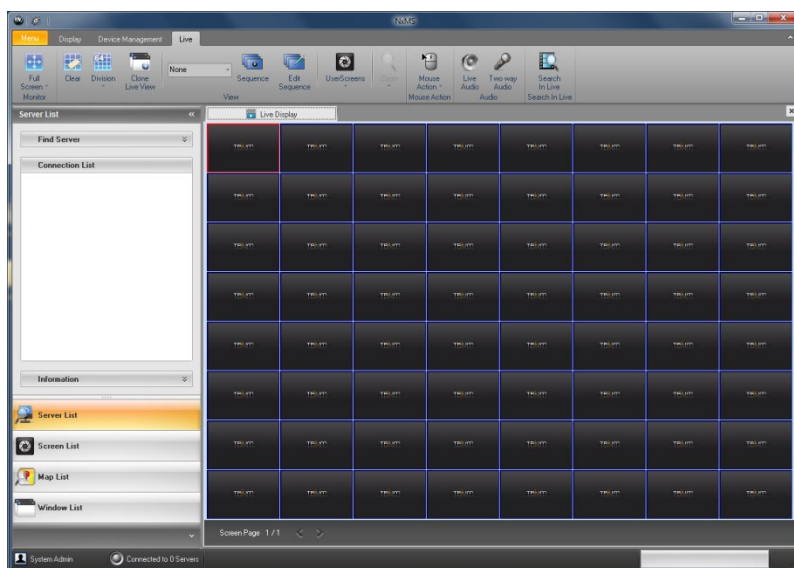 NxMS
Menu Display Device Management Live
Full Screen
Clear
Division
Clone Live View
None
Sequence
Edit Sequence
UserScreens
Zoom
Mouse Action
Live Audio
Two way Audio
Search In Live
Monitor
View
Mouse Action
Audio
Search In Live
Server List
Live Display
Find Server
Connection List
Information
Server List
Screen List
Map List
Window List
Screen Page 1 / 1
System Admin
Connected to 0 Servers